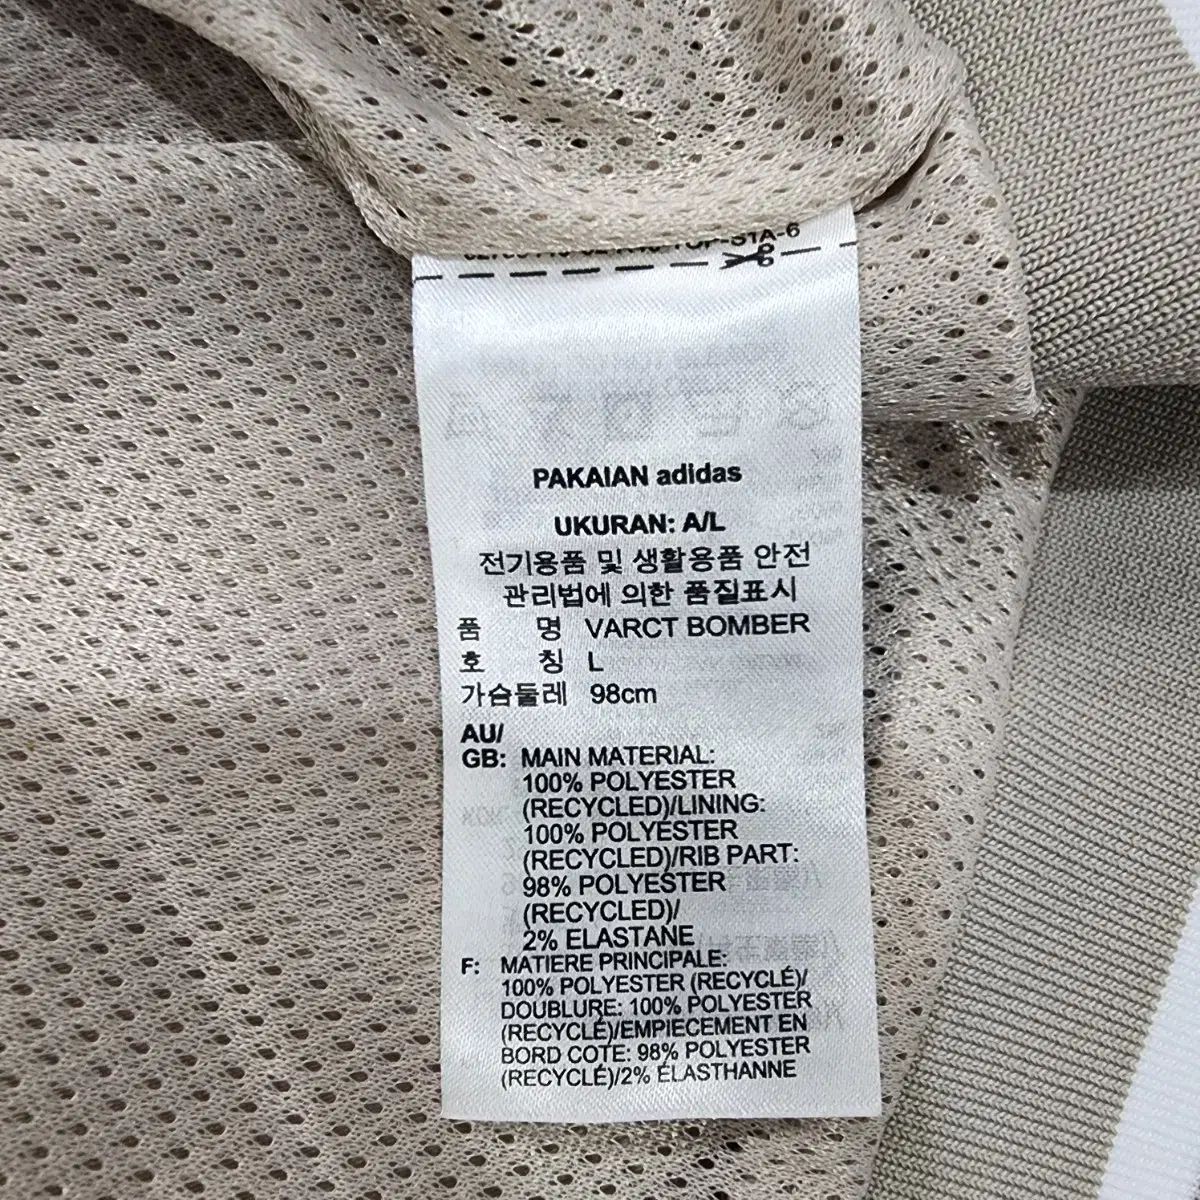 S1A-6
PAKAIAN adidas
UKURAN: A/L
전기용품 및 생활용품 안전
관리법에 의한 품질표시
품 명 VARCT BOMBER
호 칭 L
가슴둘레 98cm
AU/
GB: MAIN MATERIAL:
100% POLYESTER
(RECYCLED)/LINING:
100% POLYESTER
(RECYCLED)/RIB PART:
98% POLYESTER
(RECYCLED)/
2% ELASTANE
F: MATIERE PRINCIPALE:
100% POLYESTER (RECYCLÉ)/
DOUBLURE: 100% POLYESTER
(RECYCLÉ)/EMPIECEMENT EN
BORD COTE: 98% POLYESTER
(RECYCLÉ)/2% ÉLASTHANNE